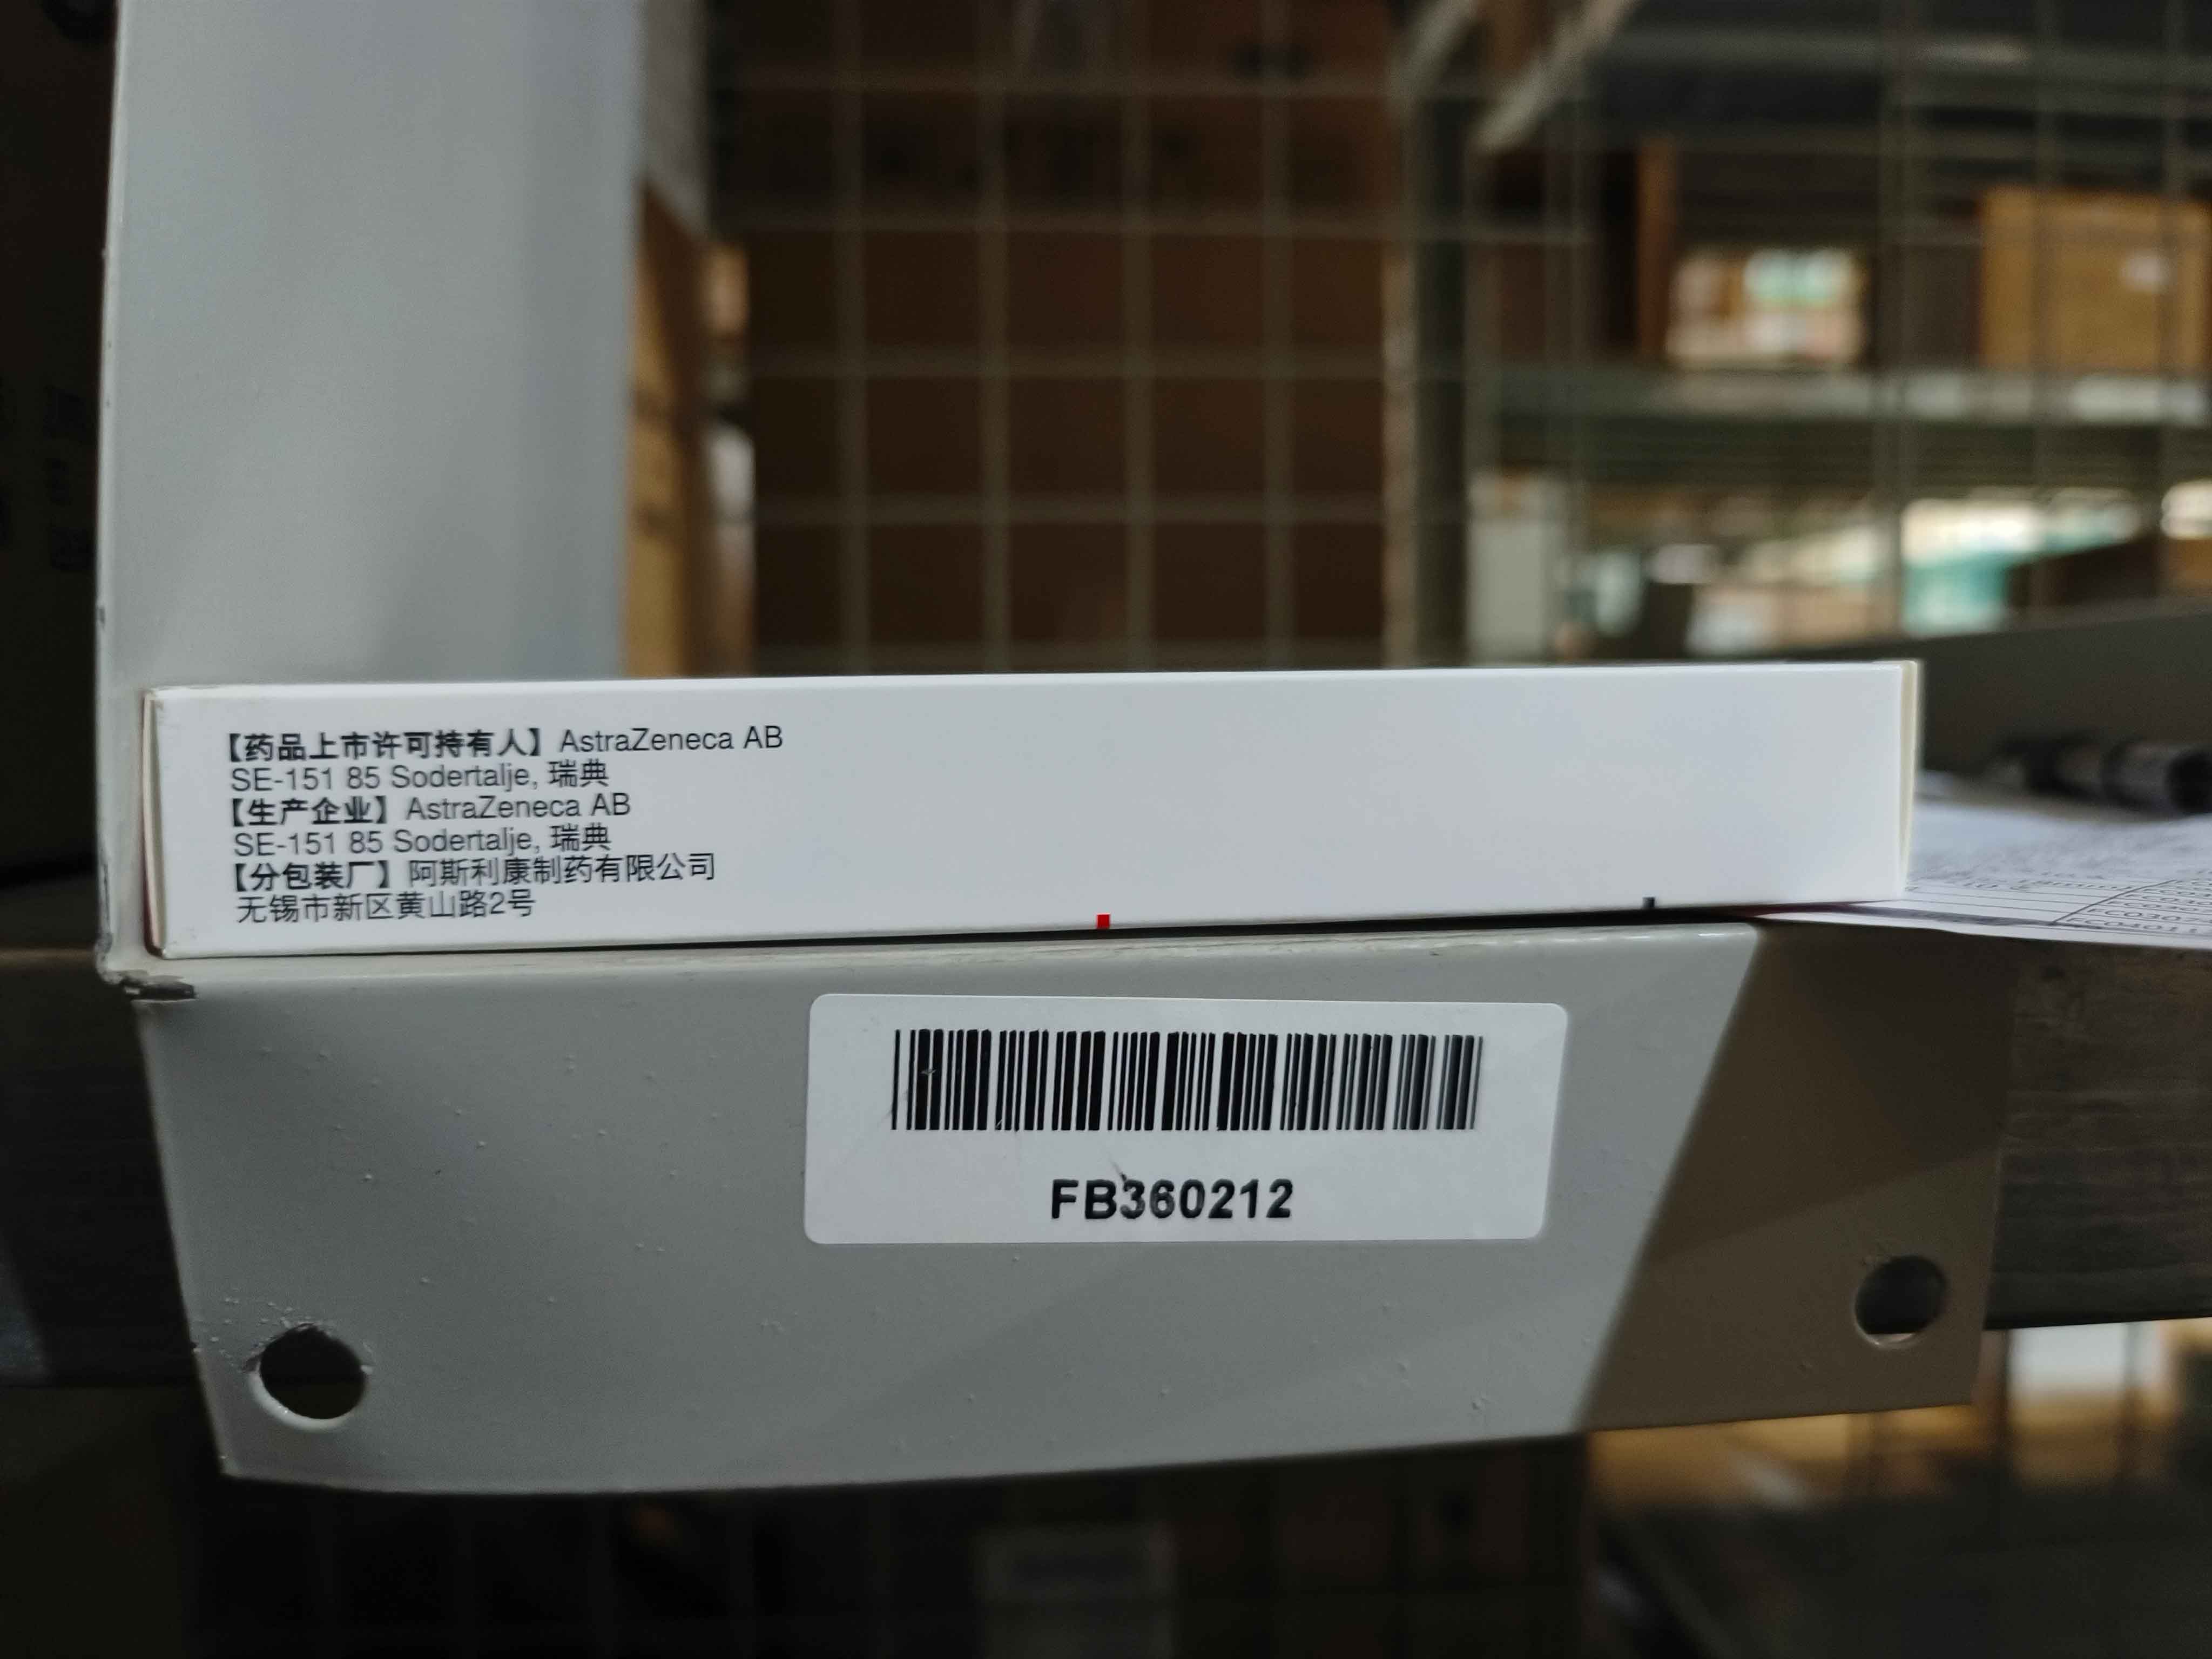 【药品上市许可持有人】AstraZeneca AB
SE-151 85 Sodertalje, 瑞典
【生产企业】AstraZeneca AB
SE-151 85 Sodertalje, 瑞典
【分包装厂】阿斯利康制药有限公司
无锡市新区黄山路2号
FB360212